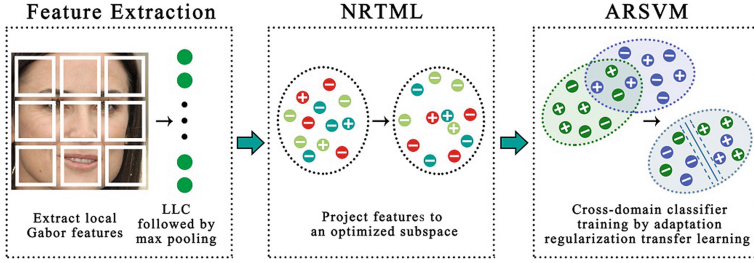 Feature Extraction
NRTML
ARSVM
Extract local
Gabor features
LLC
followed by
max pooling
Project features to
an optimized subspace
Cross-domain classifier
training by adaptation
regularization transfer learning